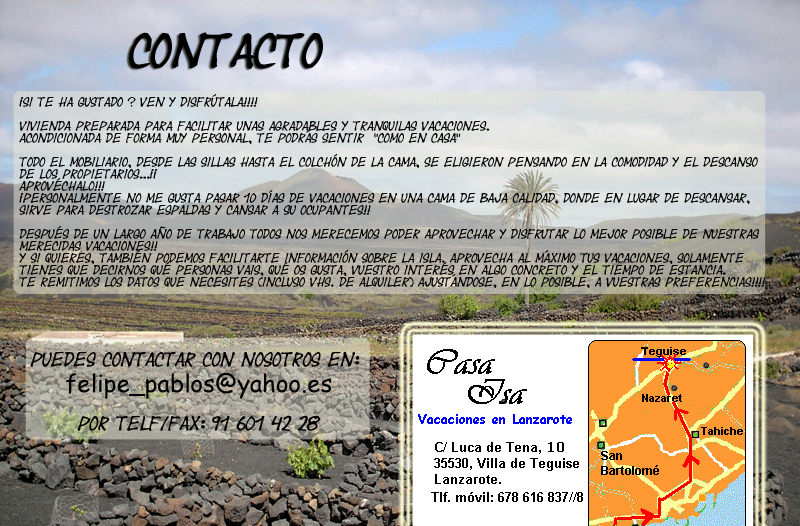 CONTACTO
¡SI TE HA GUSTADO ? VEN Y DISFRÚTALA!!!!
VIVIENDA PREPARADA PARA FACILITAR UNAS AGRADABLES Y TRANQUILAS VACACIONES.
ACONDICIONADA DE FORMA MUY PERSONAL, TE PODRÁS SENTIR "COMO EN CASA"
TODO EL MOBILIARIO, DESDE LAS SILLAS HASTA EL COLCHÓN DE LA CAMA, SE ELIGIERON PENSANDO EN LA COMODIDAD Y EL DESCANSO
DE LOS PROPIETARIOS...¡¡
APROVÉCHALO!!!
¡PERSONALMENTE NO ME GUSTA PASAR 10 DÍAS DE VACACIONES EN UNA CAMA DE BAJA CALIDAD, DONDE EN LUGAR DE DESCANSAR,
SIRVE PARA DESTROZAR ESPALDAS Y CANSAR A SU OCUPANTES!!
DESPUÉS DE UN LARGO AÑO DE TRABAJO TODOS NOS MERECEMOS PODER APROVECHAR Y DISFRUTAR LO MEJOR POSIBLE DE NUESTRAS
MERECIDAS VACACIONES!!
Y SI QUIERES, TAMBIÉN PODEMOS FACILITARTE INFORMACIÓN SOBRE LA ISLA, APROVECHA AL MÁXIMO TUS VACACIONES, SOLAMENTE
TIENES QUE DECIRNOS QUÉ PERSONAS VAIS, QUÉ OS GUSTA, VUESTRO INTERÉS EN ALGO CONCRETO Y EL TIEMPO DE ESTANCIA.
TE REMITIMOS LOS DATOS QUE NECESITES (INCLUSO VHS. DE ALQUILER) AJUSTÁNDOSE, EN LO POSIBLE, A VUESTRAS PREFERENCIAS!!!!
PUEDES CONTACTAR CON NOSOTROS EN:
felipe_pablos@yahoo.es
POR TELF/FAX: 91 601 42 28
Casa
Isa
Vacaciones en Lanzarote
C/ Luca de Tena, 10
35530, Villa de Teguise
Lanzarote.
Tlf. móvil: 678 616 837//8
Teguise
Nazaret
Tahiche
San
Bartolomé